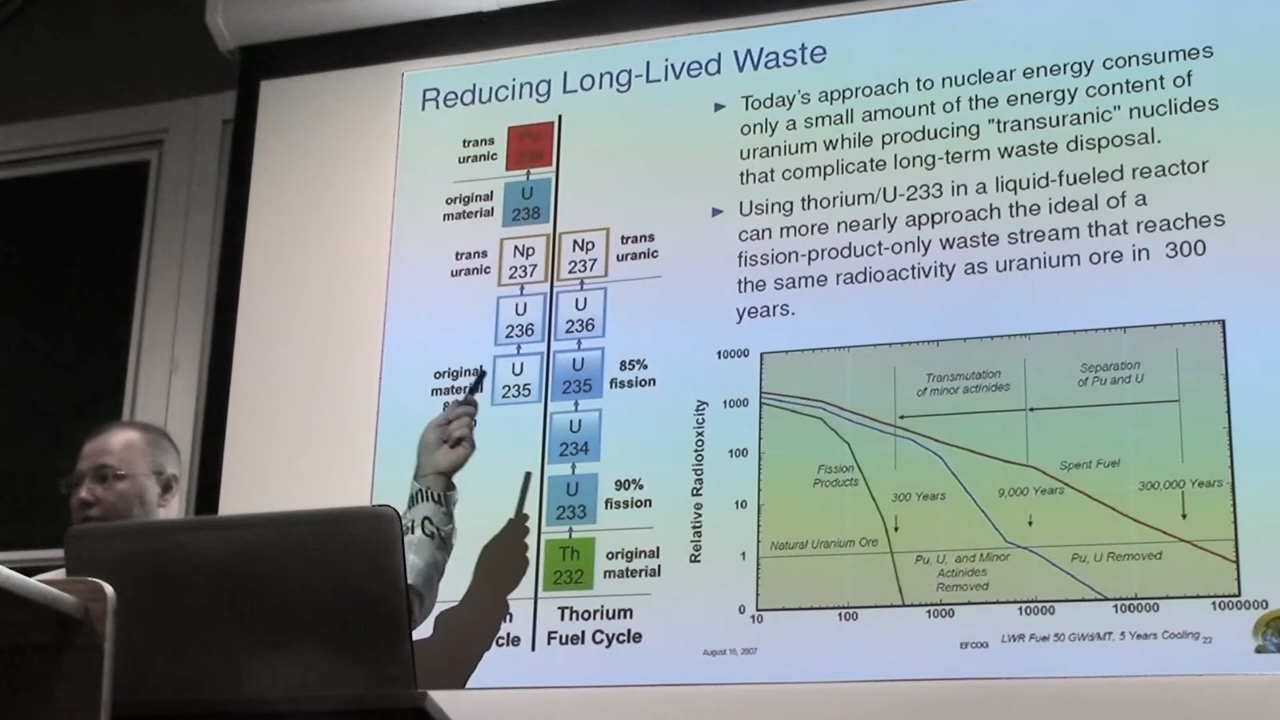 Reducing Long-Lived Waste
► Today's approach to nuclear energy consumes
only a small amount of the energy content of
uranium while producing "transuranic" nuclides
that complicate long-term waste disposal.
► Using thorium/U-233 in a liquid-fueled reactor
can more nearly approach the ideal of a
fission-product-only waste stream that reaches
the same radioactivity as uranium ore in 300
years.
trans
uranic
original
material
U
238
trans
uranic
Np
237
Np
237
trans
uranic
U
236
U
236
original
U
235
U
235
85%
fission
U
234
U
233
90%
fission
Th
232
original
material
cle
Thorium
Fuel Cycle
Relative Radiotoxicity
10000
1000
100
10
1
0
10
100
1000
10000
100000
1000000
Transmutation
of minor actinides
Separation
of Pu and U
Fission
Products
Spent Fuel
300 Years
9,000 Years
300,000 Years
Natural Uranium Ore
Pu, U, and Minor
Actinides
Removed
Pu, U Removed
August 16, 2007
EFCOG
LWR Fuel 50 GWd/MT, 5 Years Cooling
22